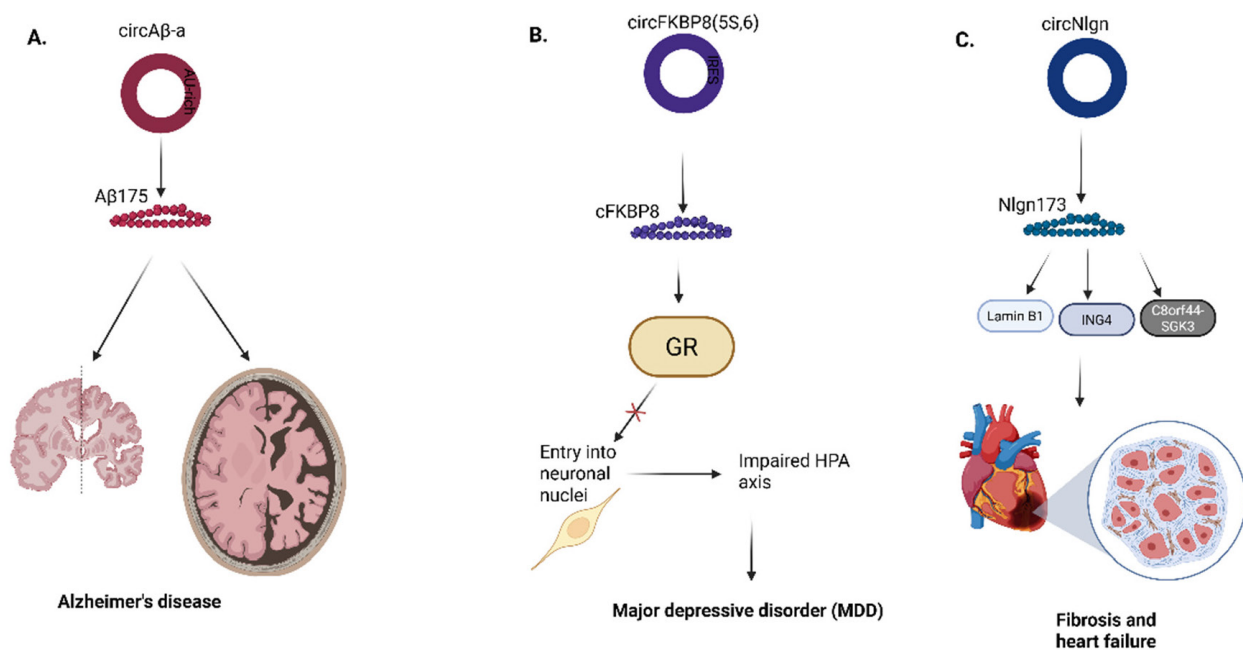 A.
circAβ-a
AU-rich
Aβ175
Alzheimer's disease
B.
circFKBP8(5S,6)
IRES
cFKBP8
GR
Entry into
neuronal
nuclei
Impaired HPA
axis
Major depressive disorder (MDD)
C.
circNlgn
Nlgn173
Lamin B1
ING4
C8orf44-
SGK3
Fibrosis and
heart failure